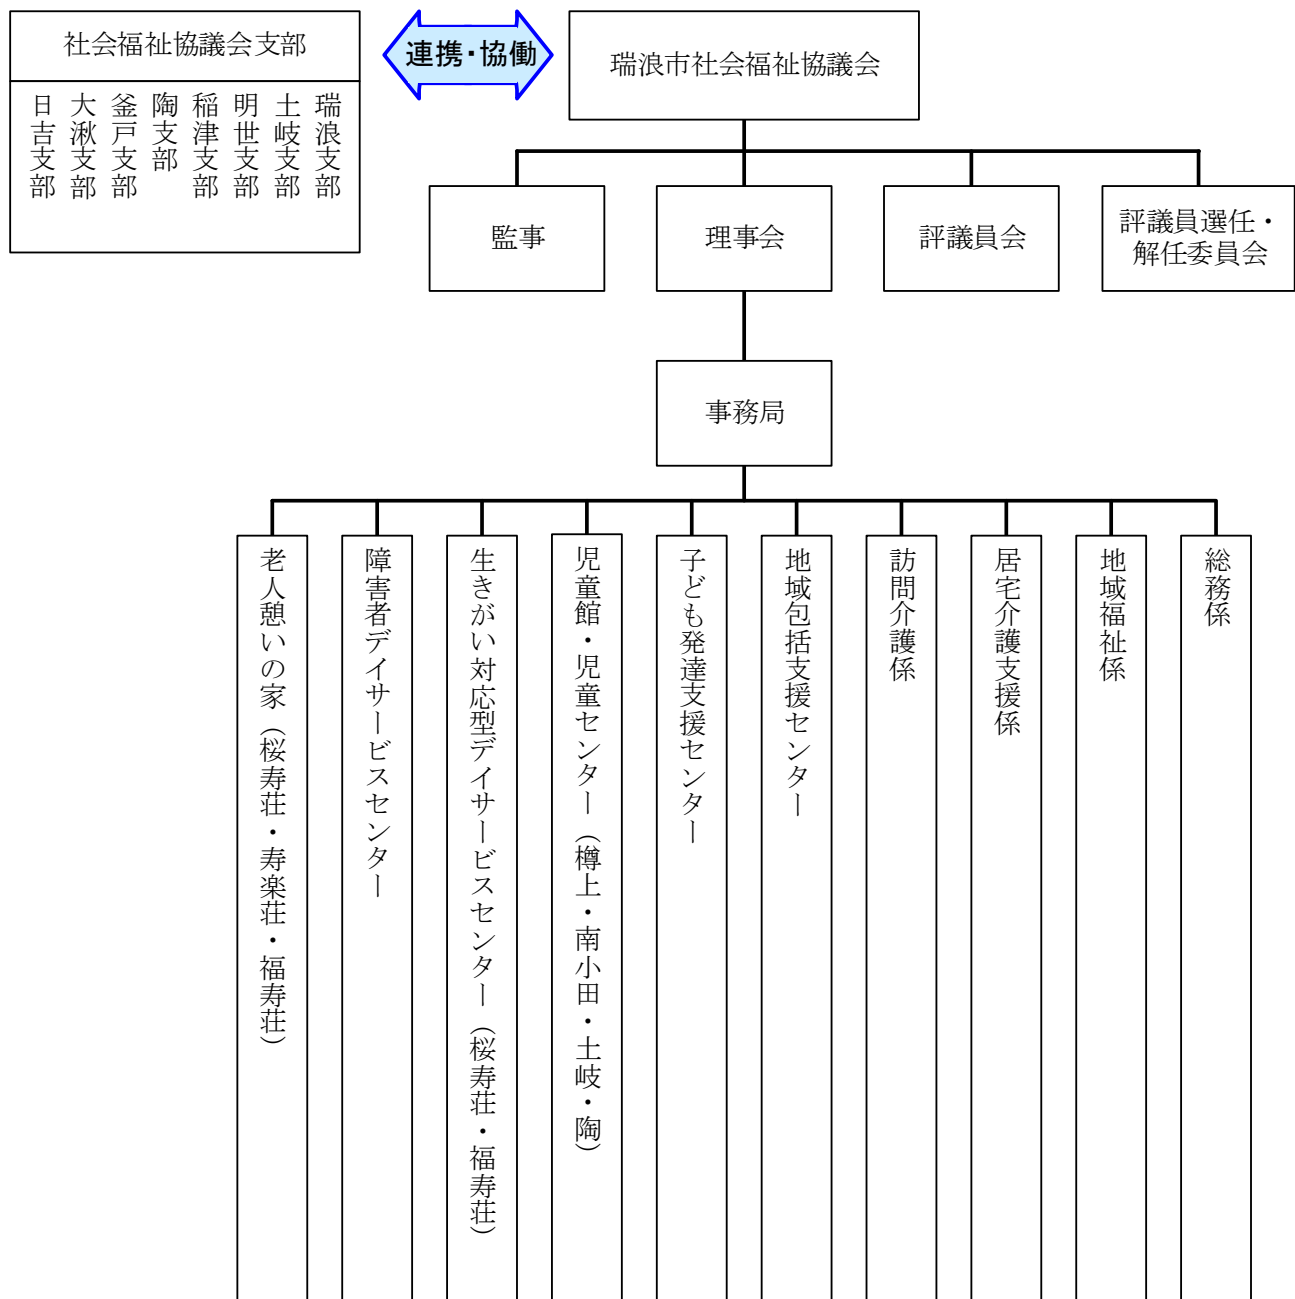 社会福祉協議会支部
瑞浪支部
土岐支部
明世支部
稲津支部
陶支部
釜戸支部
大湫支部
日吉支部
連携・協働
瑞浪市社会福祉協議会
監事
理事会
評議員会
評議員選任・
解任委員会
事務局
総務係
地域福祉係
居宅介護支援係
訪問介護係
地域包括支援センター
子ども発達支援センター
児童館・児童センター（樽上・南小田・土岐・陶）
生きがい対応型デイサービスセンター（桜寿荘・福寿荘）
障害者デイサービスセンター
老人憩いの家（桜寿荘・寿楽荘・福寿荘）